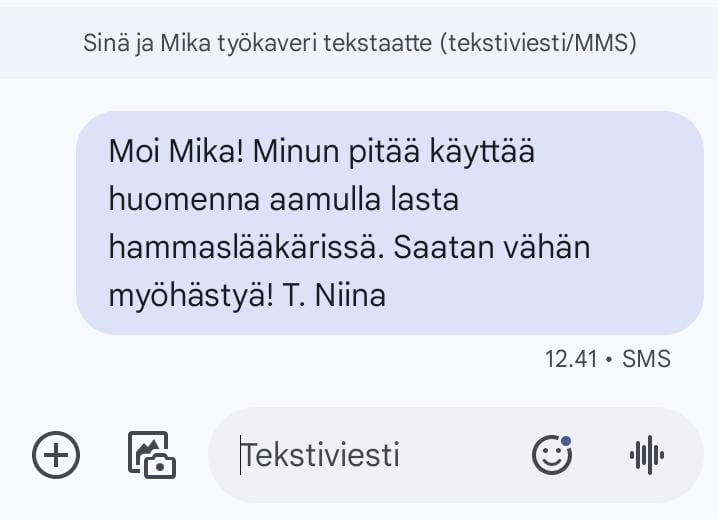 Sinä ja Mika työkaveri tekstaatte (tekstiviesti/MMS)
Moi Mika! Minun pitää käyttää
huomenna aamulla lasta
hammaslääkärissä. Saatan vähän
myöhästyä! T. Niina
12.41 • SMS
Tekstiviesti